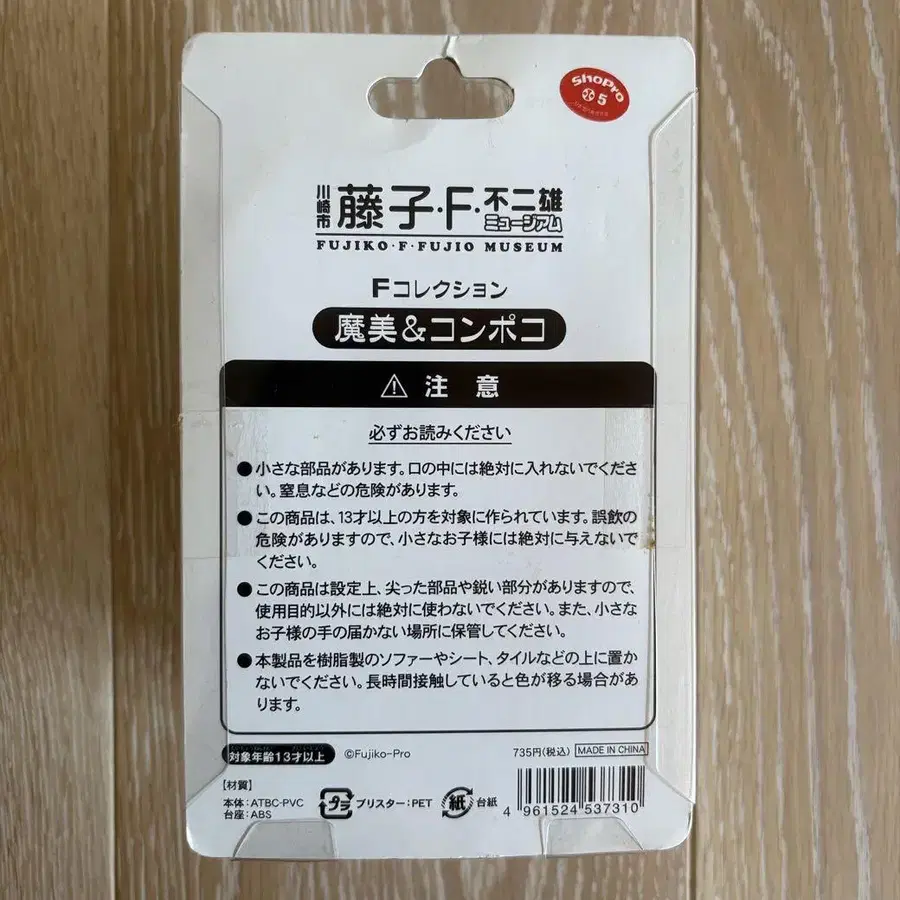 ShoPro
5
川崎市
藤子・F・不二雄
ミュージアム
FUJIKO・F・FUJIO MUSEUM
Fコレクション
魔美&コンポコ
注意
必ずお読みください
●小さな部品があります。口の中には絶対に入れないでくださ
い。窒息などの危険があります。
●この商品は、13才以上の方を対象に作られています。誤飲の
危険がありますので、小さなお子様には絶対に与えないで
ください。
●この商品は設定上、尖った部品や鋭い部分がありますので、
使用目的以外には絶対に使わないでください。また、小さな
お子様の手の届かない場所に保管してください。
●本製品を樹脂製のソファーやシート、タイルなどの上に置か
ないでください。長時間接触していると色が移る場合があ
ります。
対象年齢13才以上
©Fujiko-Pro
735円(税込)
MADE IN CHINA
【材質】
本体:ATBC-PVC
台座:ABS
プラ
ブリスター:PET
紙
台紙
4 961524 537310